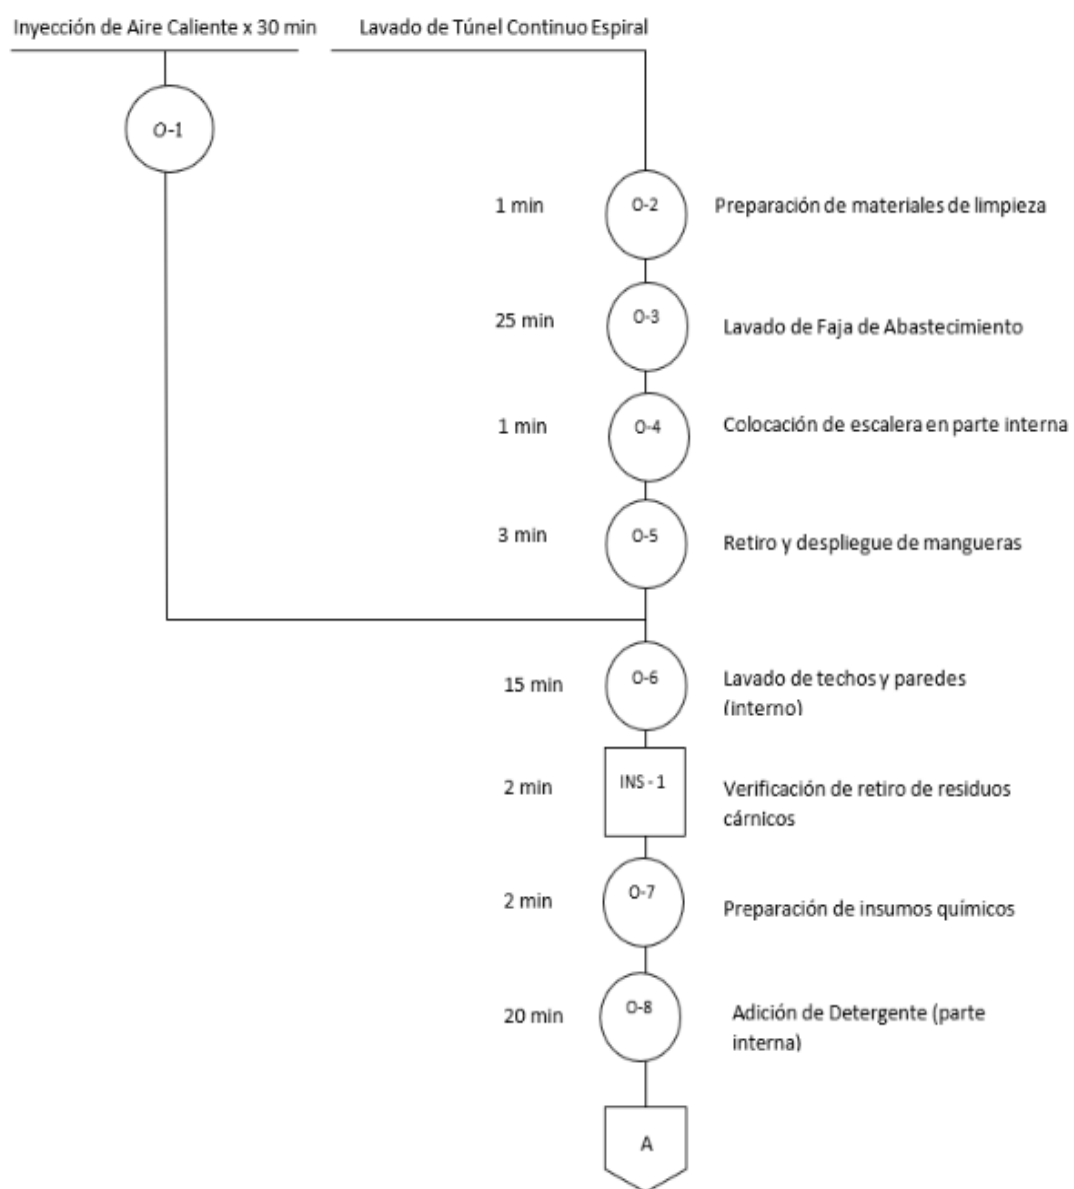 Inyección de Aire Caliente x 30 min
Lavado de Túnel Continuo Espiral
O-1
1 min
O-2
Preparación de materiales de limpieza
25 min
O-3
Lavado de Faja de Abastecimiento
1 min
O-4
Colocación de escalera en parte interna
3 min
O-5
Retiro y despliegue de mangueras
15 min
O-6
Lavado de techos y paredes
(interno)
2 min
INS - 1
Verificación de retiro de residuos
cárnicos
2 min
O-7
Preparación de insumos químicos
20 min
O-8
Adición de Detergente (parte
interna)
A